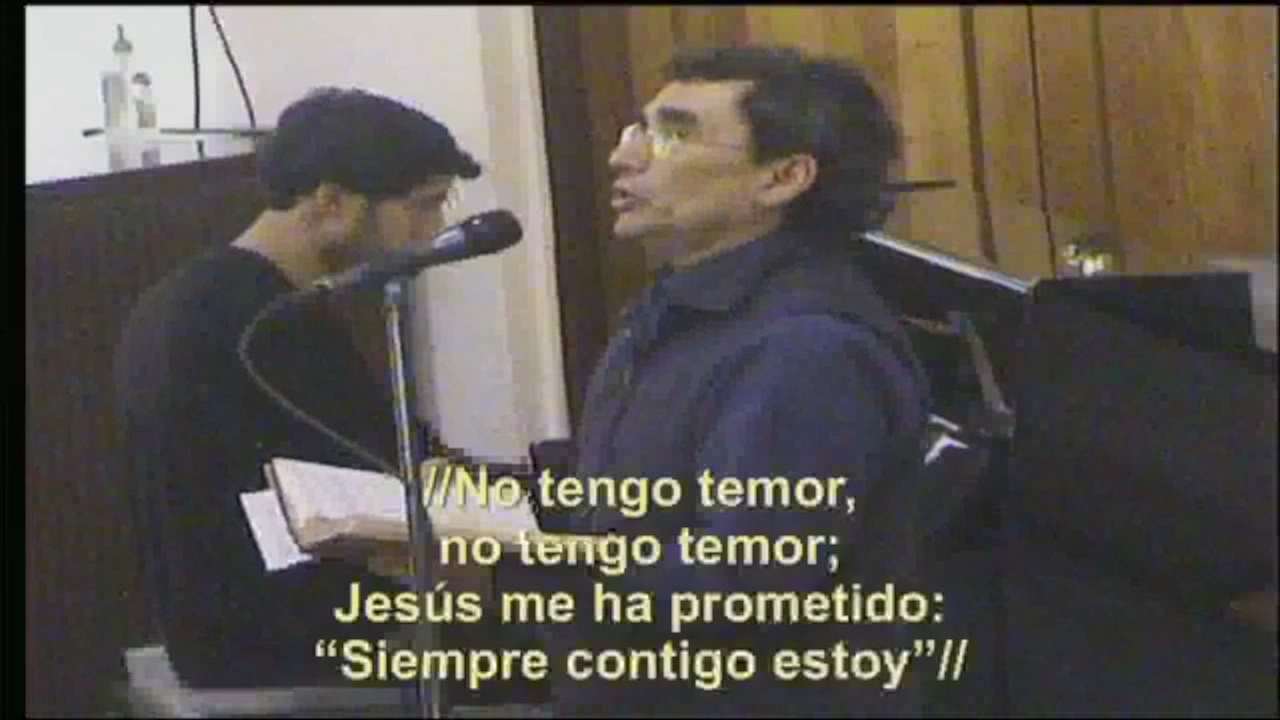 //No tengo temor,
no tengo temor;
Jesús me ha prometido:
“Siempre contigo estoy”//